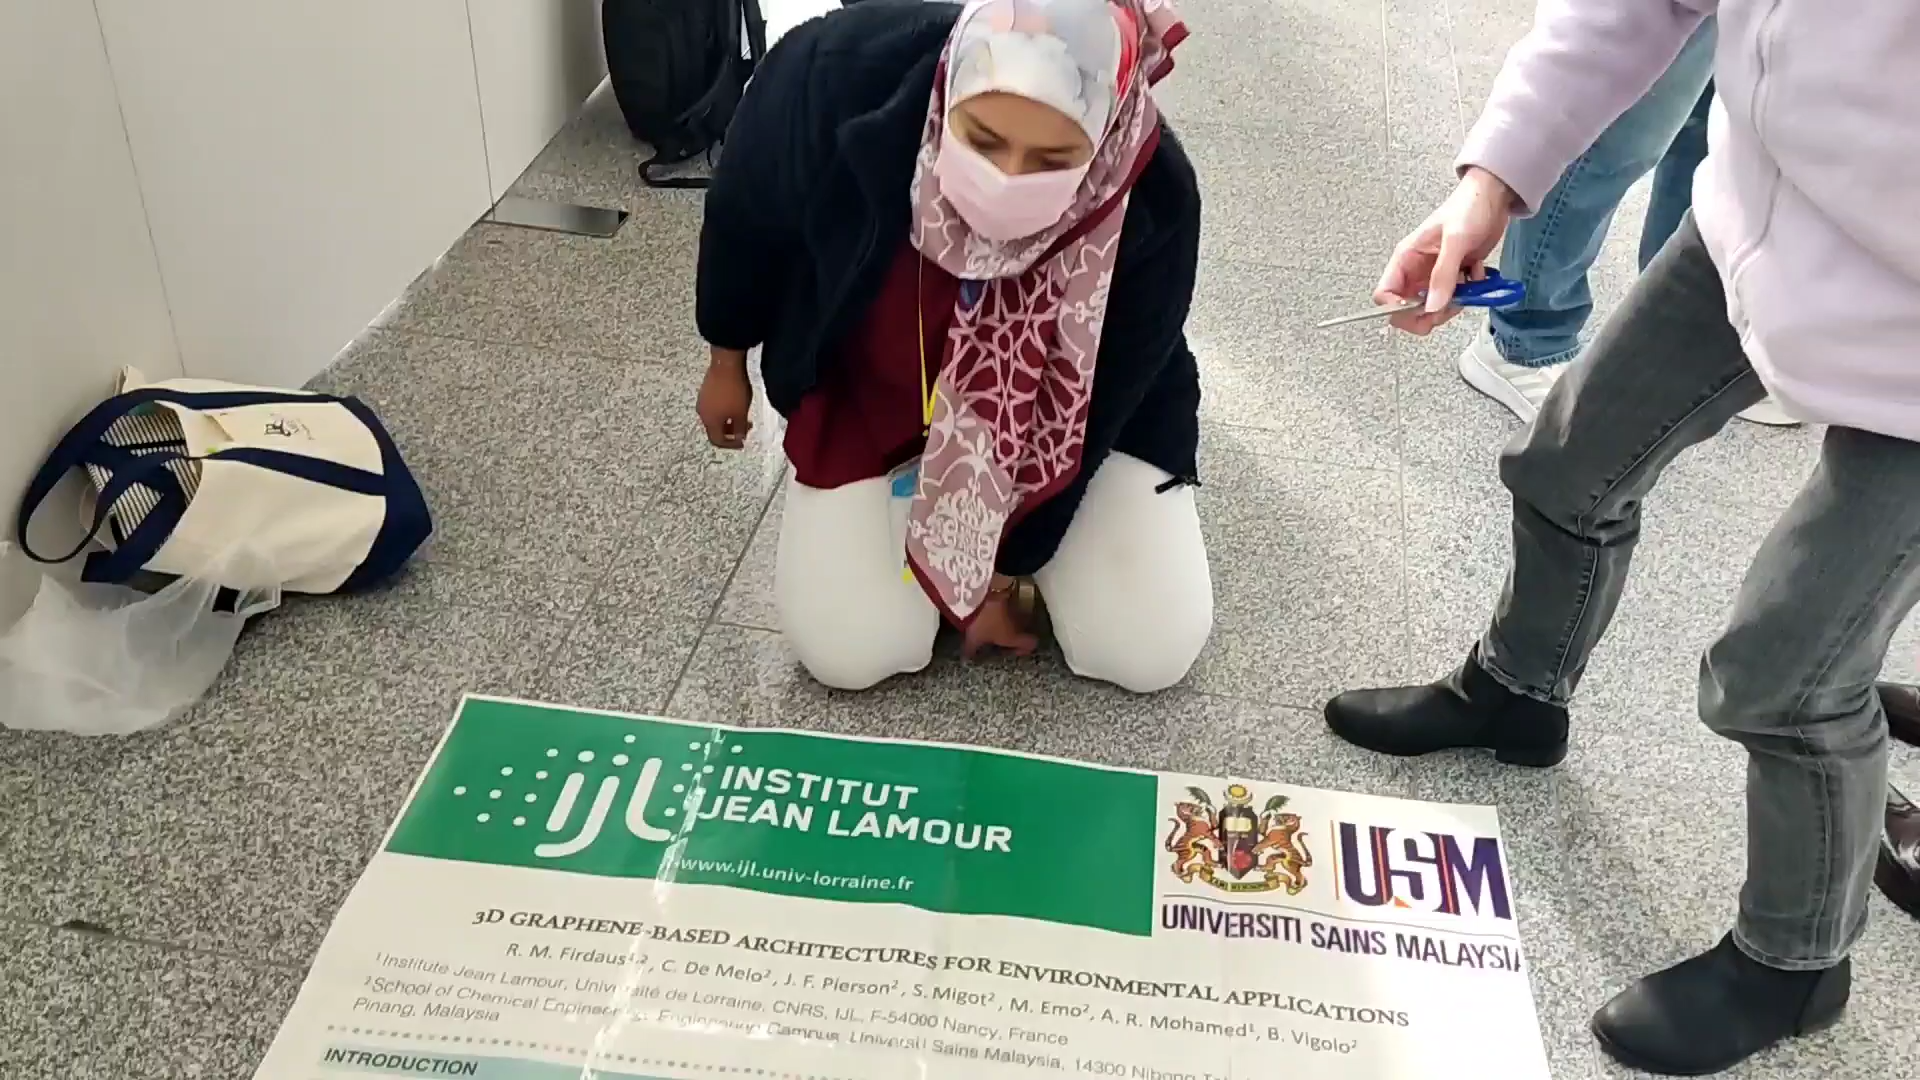 ijl INSTITUT
JEAN LAMOUR
www.ijl.univ-lorraine.fr
USM
UNIVERSITI SAINS MALAYSIA
3D GRAPHENE-BASED ARCHITECTURES FOR ENVIRONMENTAL APPLICATIONS
R. M. Firdaus¹,², C. De Melo², J. F. Pierson², S. Migot², M. Emo², A. R. Mohamed¹, B. Vigolo²
¹Institute Jean Lamour, Université de Lorraine, CNRS, IJL, F-54000 Nancy, France
²School of Chemical Engineering, Engineering Campus, Universiti Sains Malaysia, 14300 Nibong
Pinang, Malaysia
INTRODUCTION